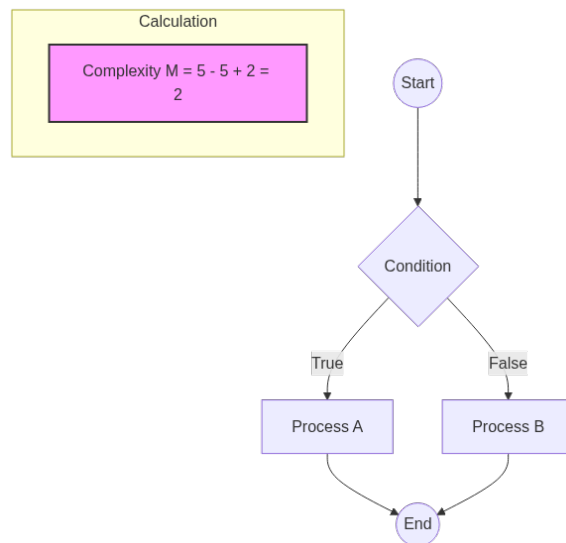 Calculation
Complexity M = 5 - 5 + 2 =
2
Start
Condition
True
False
Process A
Process B
End